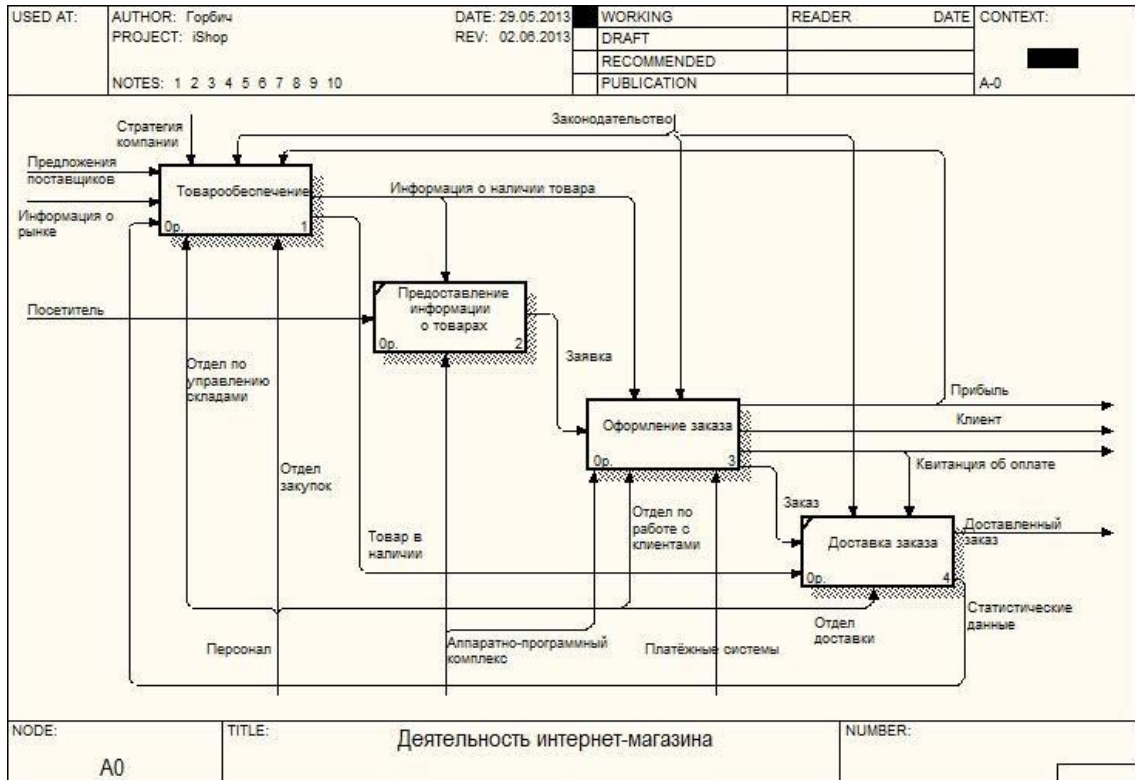 USED AT:
AUTHOR: Горбич
DATE: 29.05.2013
WORKING
READER
DATE
CONTEXT:
PROJECT: iShop
REV: 02.06.2013
DRAFT
RECOMMENDED
NOTES: 1 2 3 4 5 6 7 8 9 10
PUBLICATION
A-0
Стратегия
компании
Законодательство
Предложения
поставщиков
Товарообеспечение
0р.
1
Информация о наличии товара
Информация о
рынке
Посетитель
Предоставление
информации
о товарах
0р.
2
Отдел по
управлению
складами
Заявка
Прибыль
Клиент
Оформление заказа
0р.
3
Квитанция об оплате
Отдел
закупок
Заказ
Отдел по
работе с
клиентами
Товар в
наличии
Доставленный
заказ
Доставка заказа
0р.
4
Статистические
данные
Отдел
доставки
Персонал
Аппаратно-программный
комплекс
Платёжные системы
NODE:
A0
TITLE:
Деятельность интернет-магазина
NUMBER: